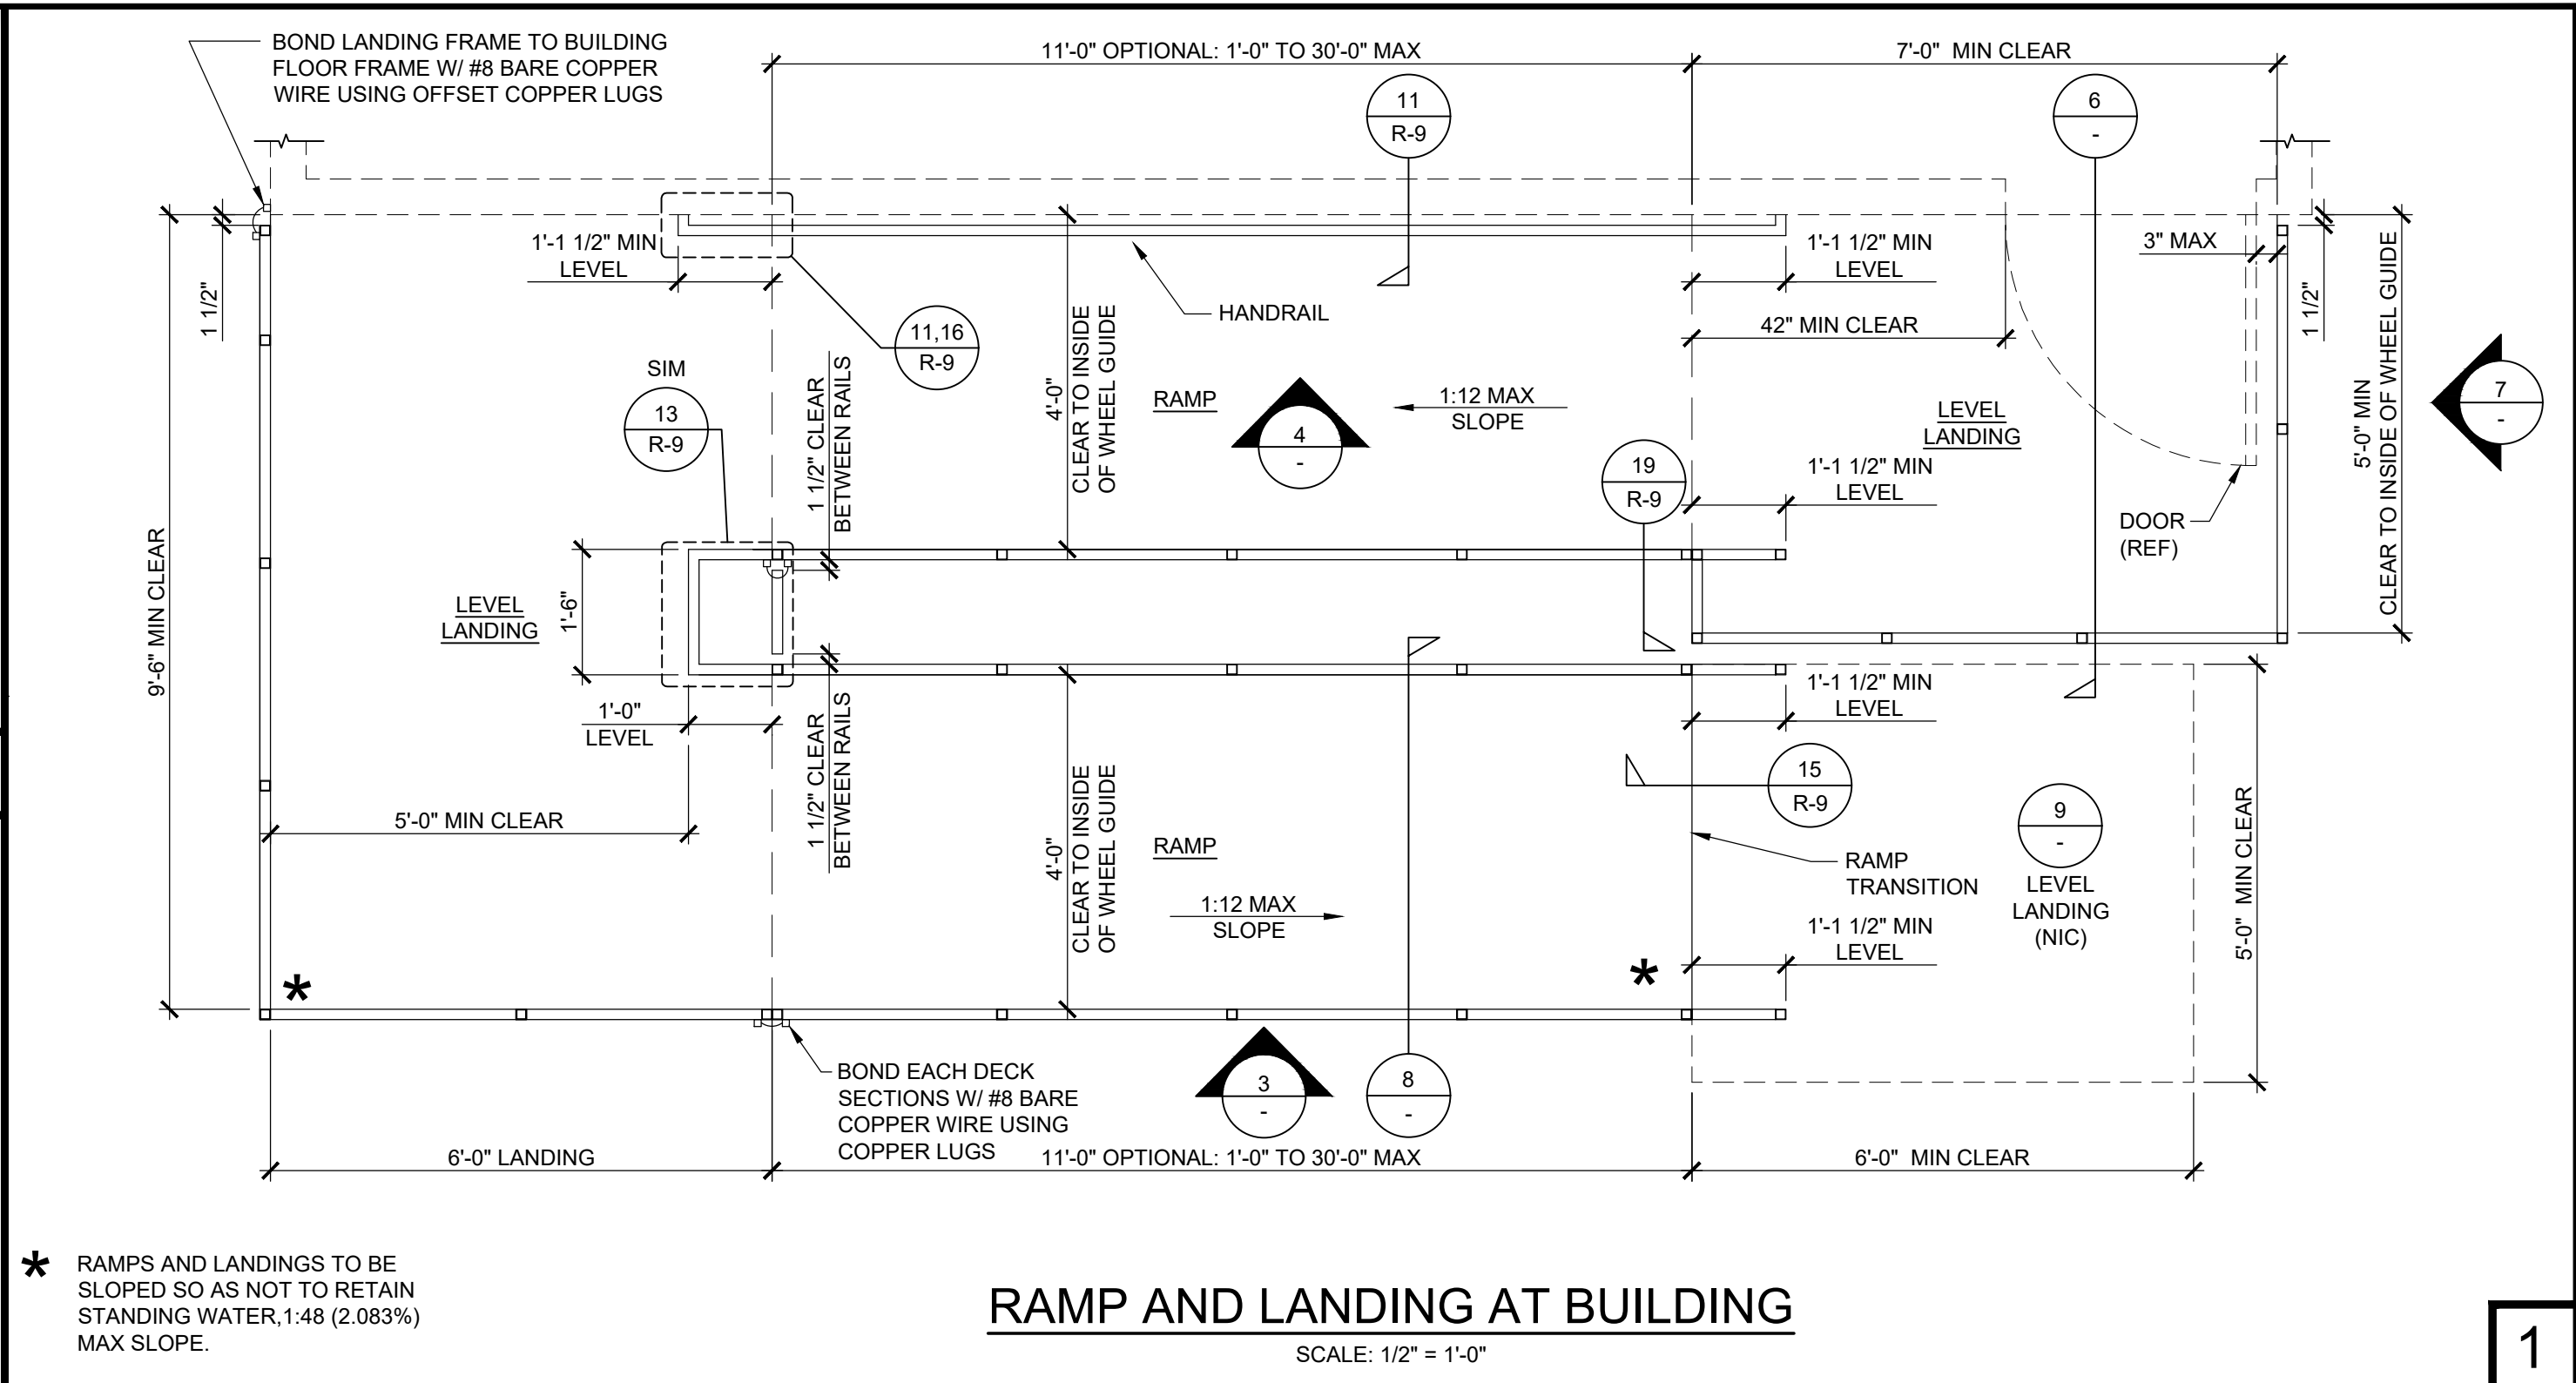 BOND LANDING FRAME TO BUILDING
FLOOR FRAME W/ #8 BARE COPPER
WIRE USING OFFSET COPPER LUGS
11'-0" OPTIONAL: 1'-0" TO 30'-0" MAX
7'-0" MIN CLEAR
11
R-9
6
-
1'-1 1/2" MIN
LEVEL
1'-1 1/2" MIN
LEVEL
3" MAX
1 1/2"
1 1/2"
HANDRAIL
42" MIN CLEAR
11,16
R-9
SIM
13
R-9
1 1/2" CLEAR
BETWEEN RAILS
4'-0"
CLEAR TO INSIDE
OF WHEEL GUIDE
RAMP
4
-
1:12 MAX
SLOPE
LEVEL
LANDING
5'-0" MIN
CLEAR TO INSIDE OF WHEEL GUIDE
7
-
19
R-9
1'-1 1/2" MIN
LEVEL
DOOR
(REF)
9'-6" MIN CLEAR
LEVEL
LANDING
1'-6"
1'-0"
LEVEL
1'-1 1/2" MIN
LEVEL
1 1/2" CLEAR
BETWEEN RAILS
4'-0"
CLEAR TO INSIDE
OF WHEEL GUIDE
15
R-9
5'-0" MIN CLEAR
RAMP
RAMP
TRANSITION
9
-
LEVEL
LANDING
(NIC)
5'-0" MIN CLEAR
1:12 MAX
SLOPE
1'-1 1/2" MIN
LEVEL
*
*
BOND EACH DECK
SECTIONS W/ #8 BARE
COPPER WIRE USING
COPPER LUGS
3
-
8
-
6'-0" LANDING
11'-0" OPTIONAL: 1'-0" TO 30'-0" MAX
6'-0" MIN CLEAR
* RAMPS AND LANDINGS TO BE
SLOPED SO AS NOT TO RETAIN
STANDING WATER,1:48 (2.083%)
MAX SLOPE.
RAMP AND LANDING AT BUILDING
SCALE: 1/2" = 1'-0"
1